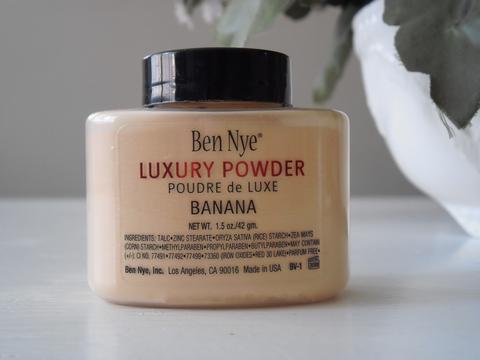 Ben Nye®
LUXURY POWDER
POUDRE de LUXE
BANANA
NET WT. 1.5 oz./42 gm.
INGREDIENTS: TALC•ZINC STEARATE•ORYZA SATIVA (RICE) STARCH•ZEA MAYS
(CORN) STARCH•METHYLPARABEN•PROPYLPARABEN•BUTYLPARABEN•MAY CONTAIN
(+/-): CI NO. 77491•77492•77499•73360 (IRON OXIDES•RED 30 LAKE)•PARFUM FREE•
Ben Nye, Inc. Los Angeles, CA 90016 Made in USA BV-1